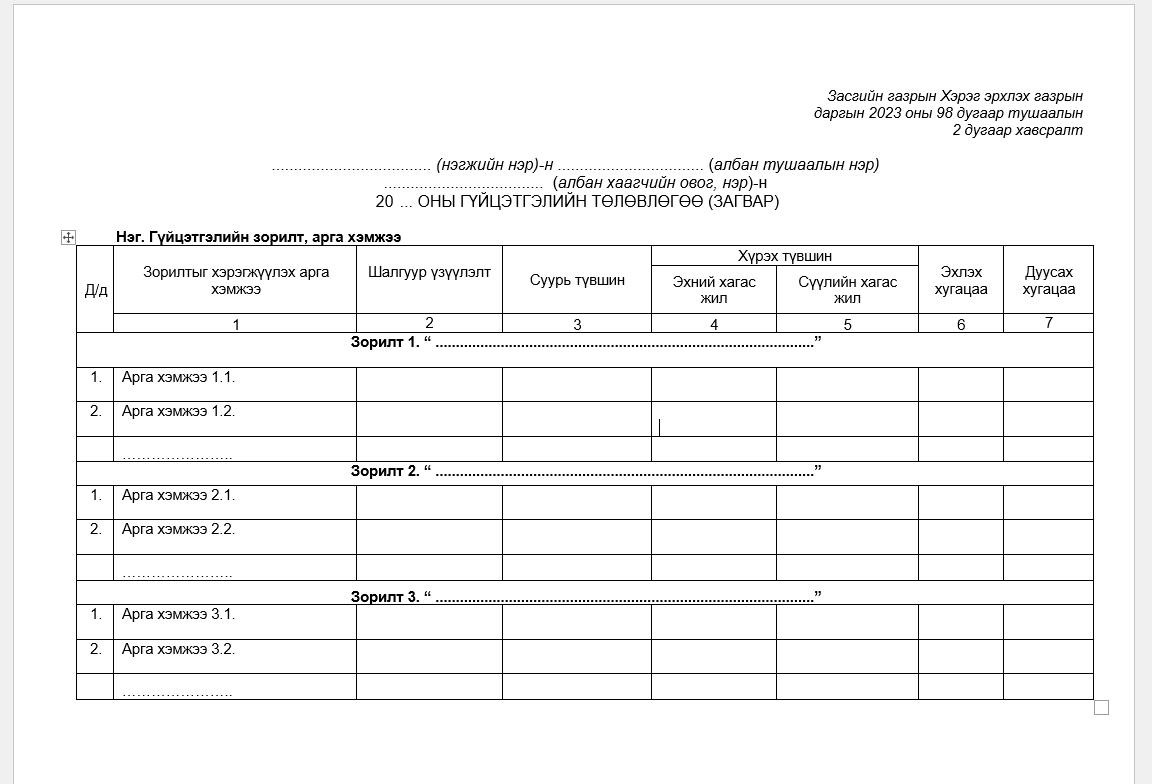 Засгийн газрын Хэрэг эрхлэх газрын
даргын 2023 оны 98 дугаар тушаалын
2 дугаар хавсралт
.................................... (нэгжийн нэр)-н ................................. (албан тушаалын нэр)
.................................... (албан хаагчийн овог, нэр)-н
20 ... ОНЫ ГҮЙЦЭТГЭЛИЙН ТӨЛӨВЛӨГӨӨ (ЗАГВАР)
Нэг. Гүйцэтгэлийн зорилт, арга хэмжээ
Д/д
Зорилтыг хэрэгжүүлэх арга
хэмжээ
Шалгуур үзүүлэлт
Суурь түвшин
Хүрэх түвшин
Эхний хагас
жил
Сүүлийн хагас
жил
Эхлэх
хугацаа
Дуусах
хугацаа
1 2 3 4 5 6 7
Зорилт 1. “ ......................................................................................”
1. Арга хэмжээ 1.1.
2. Арга хэмжээ 1.2.
…………………..
Зорилт 2. “ ......................................................................................”
1. Арга хэмжээ 2.1.
2. Арга хэмжээ 2.2.
…………………..
Зорилт 3. “ ......................................................................................”
1. Арга хэмжээ 3.1.
2. Арга хэмжээ 3.2.
…………………..